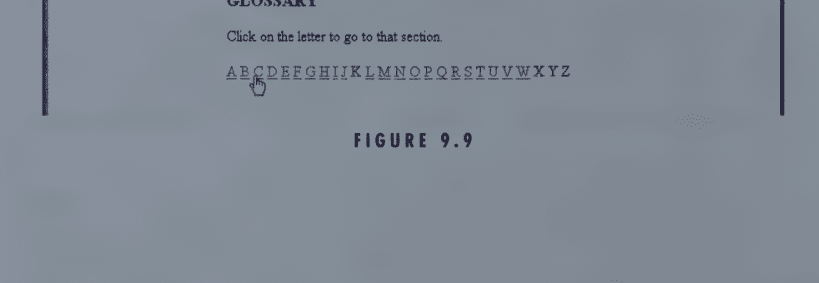 GLOSSARY
Click on the letter to go to that section.
A B C D E F G H I J K L M N O P Q R S T U V W X Y Z
FIGURE 9.9